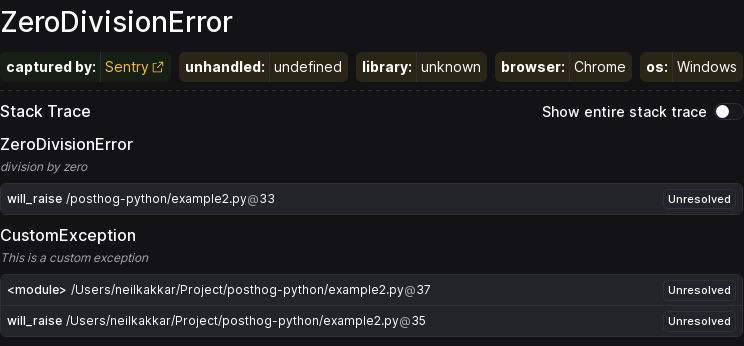 ZeroDivisionError
captured by: Sentry unhandled: undefined library: unknown browser: Chrome os: Windows
Stack Trace Show entire stack trace
ZeroDivisionError
division by zero
will_raise /posthog-python/example2.py@33 Unresolved
CustomException
This is a custom exception
<module> /Users/neilkakkar/Project/posthog-python/example2.py@37 Unresolved
will_raise /Users/neilkakkar/Project/posthog-python/example2.py@35 Unresolved